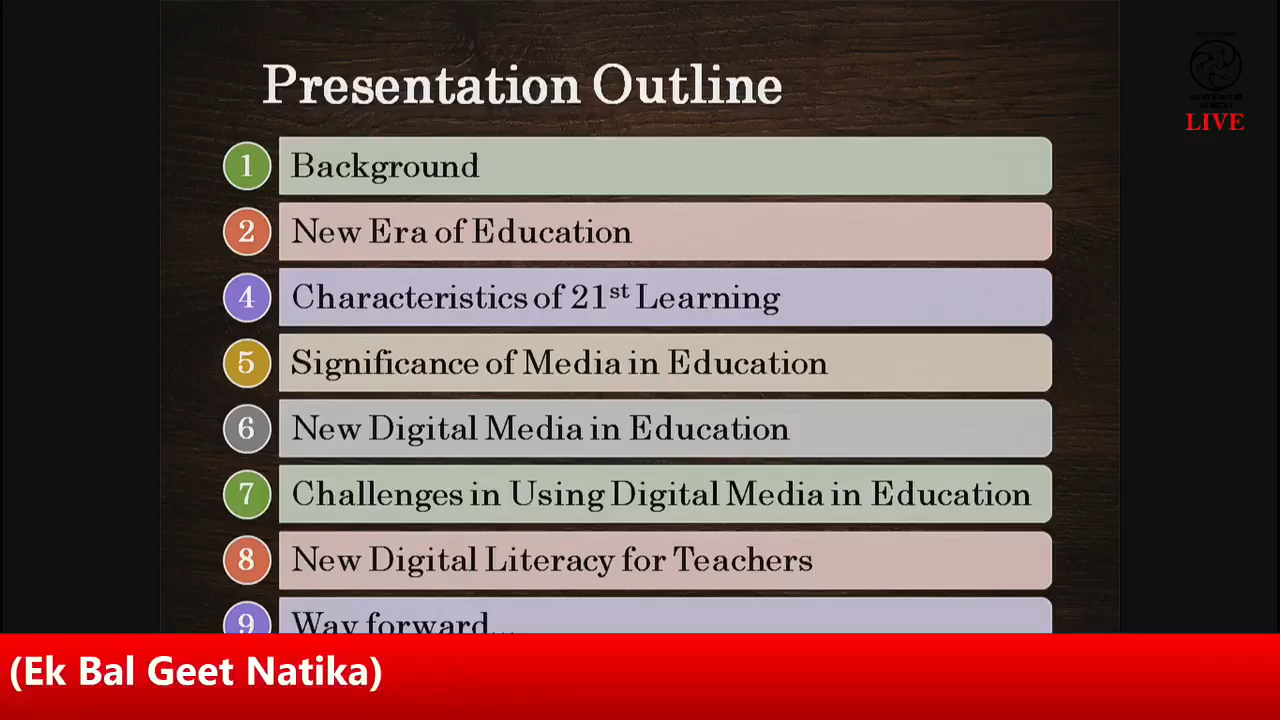 Presentation Outline
LIVE
1 Background
2 New Era of Education
4 Characteristics of 21st Learning
5 Significance of Media in Education
6 New Digital Media in Education
7 Challenges in Using Digital Media in Education
8 New Digital Literacy for Teachers
9 Way forward...
(Ek Bal Geet Natika)